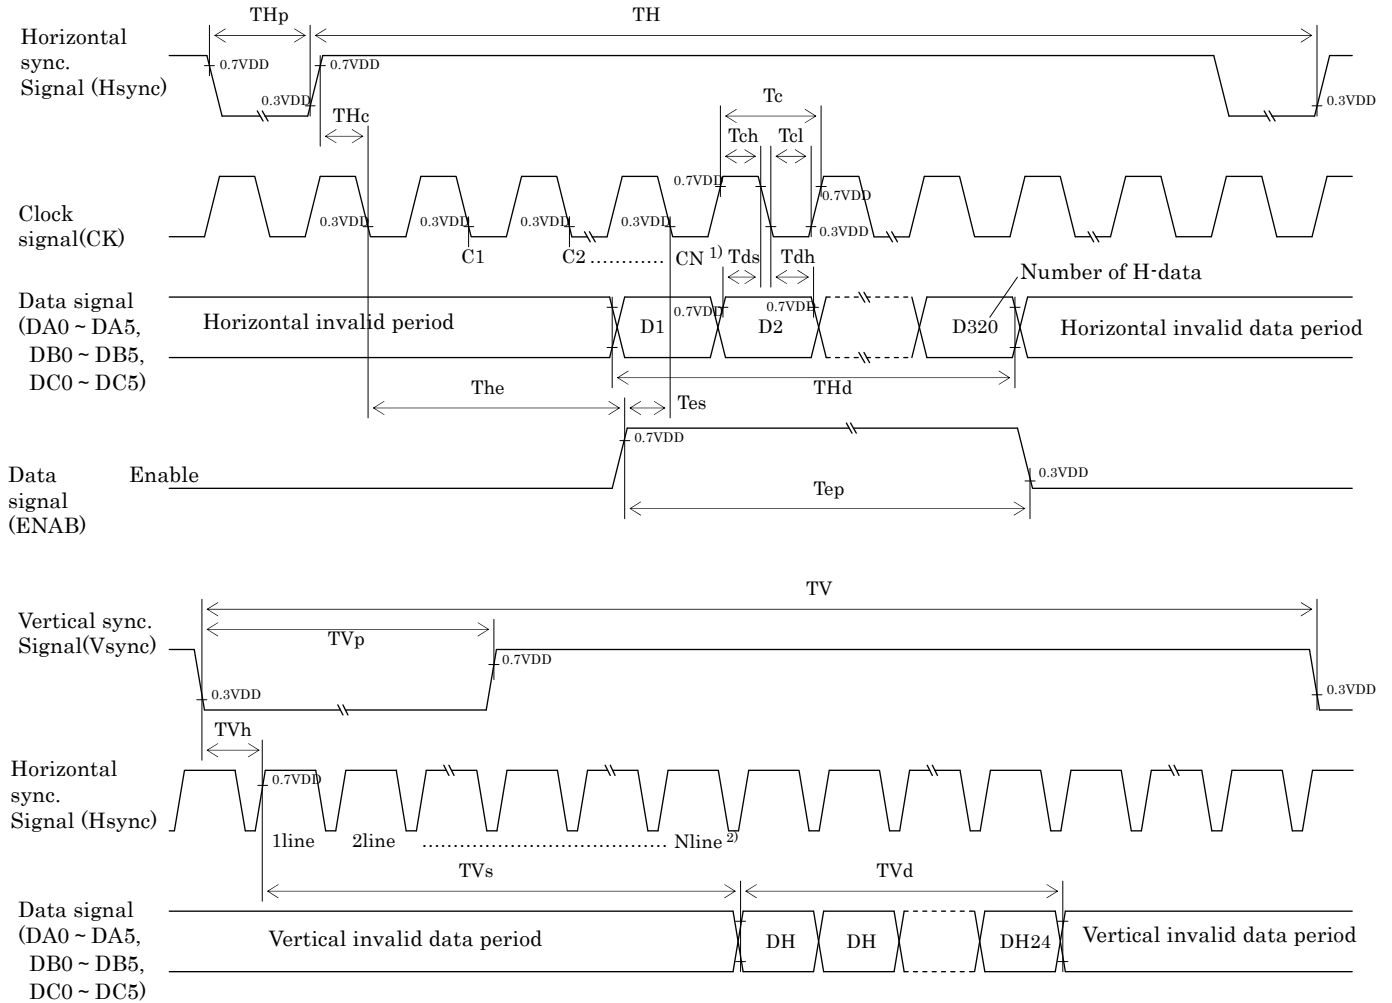 THp
TH
Horizontal
sync.
Signal (Hsync)
0.7VDD
0.7VDD
0.3VDD
0.3VDD
THc
Tc
Tch
Tcl
Clock
signal(CK)
0.3VDD
0.3VDD
0.3VDD
0.3VDD
0.7VDD
0.7VDD
0.3VDD
C1
C2 ............ CN 1)
Tds
Tdh
Number of H-data
Data signal
(DA0 ~ DA5,
DB0 ~ DB5,
DC0 ~ DC5)
Horizontal invalid period
D1
0.7VDD
D2
0.7VDD
D320
Horizontal invalid data period
The
Tes
THd
Data Enable
signal
(ENAB)
0.7VDD
0.3VDD
Tep
TV
Vertical sync.
Signal(Vsync)
TVp
0.3VDD
0.7VDD
0.3VDD
TVh
Horizontal
sync.
Signal (Hsync)
0.7VDD
1line 2line ........................................ Nline 2)
TVs
TVd
Data signal
(DA0 ~ DA5,
DB0 ~ DB5,
DC0 ~ DC5)
Vertical invalid data period
DH
DH
DH24
Vertical invalid data period